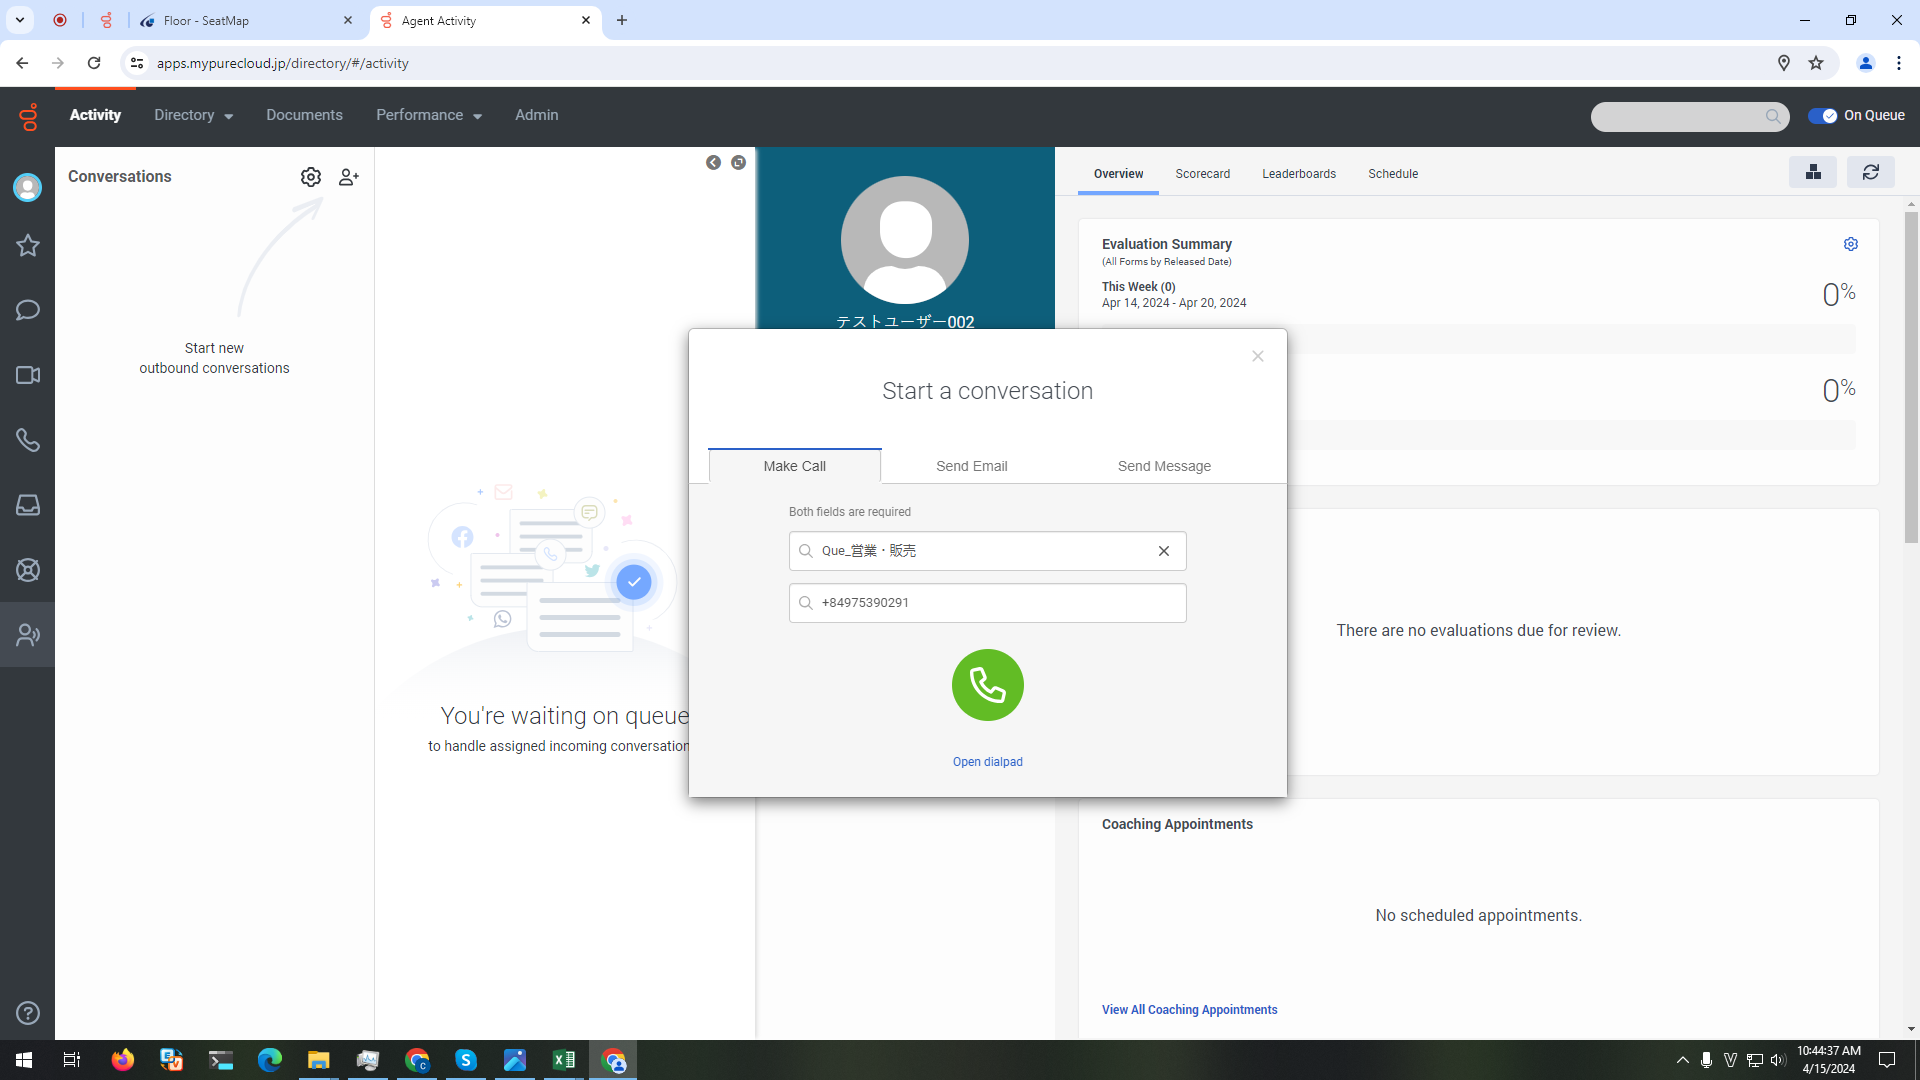 Floor - SeatMap
Agent Activity
apps.mypurecloud.jp/directory/#/activity
Activity
Directory
Documents
Performance
Admin
On Queue
Conversations
Start new
outbound conversations
You're waiting on queue
to handle assigned incoming conversation
テストユーザー002
Overview
Scorecard
Leaderboards
Schedule
Evaluation Summary
(All Forms by Released Date)
This Week (0)
Apr 14, 2024 - Apr 20, 2024
0%
0%
Start a conversation
Make Call
Send Email
Send Message
Both fields are required
Que_営業・販売
+84975390291
Open dialpad
There are no evaluations due for review.
Coaching Appointments
No scheduled appointments.
View All Coaching Appointments
10:44:37 AM
4/15/2024